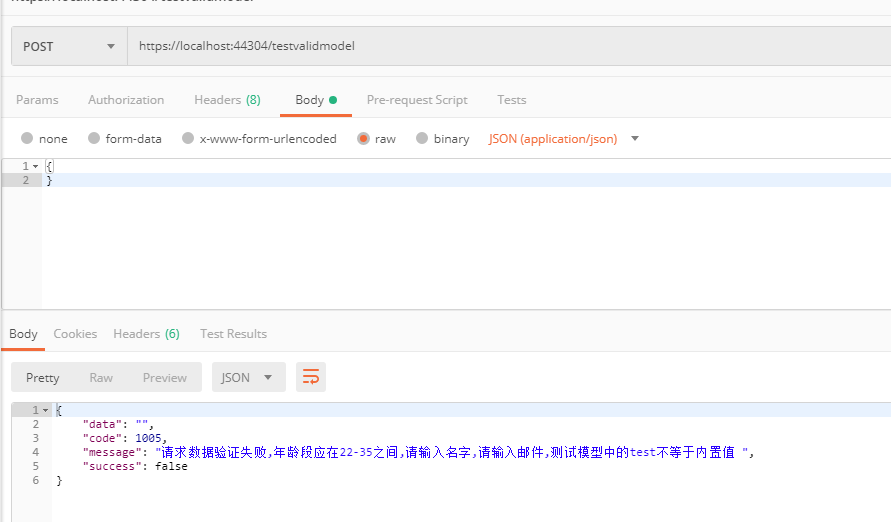 POST https://localhost:44304/testvalidmodel
Params Authorization Headers (8) Body Pre-request Script Tests
none form-data x-www-form-urlencoded raw binary JSON (application/json)
1 {
2 }
Body Cookies Headers (6) Test Results
Pretty Raw Preview JSON
1 {
2 "data": "",
3 "code": 1005,
4 "message": "请求数据验证失败,年龄段应在22-35之间,请输入名字,请输入邮件,测试模型中的test不等于内置值 ",
5 "success": false
6 }